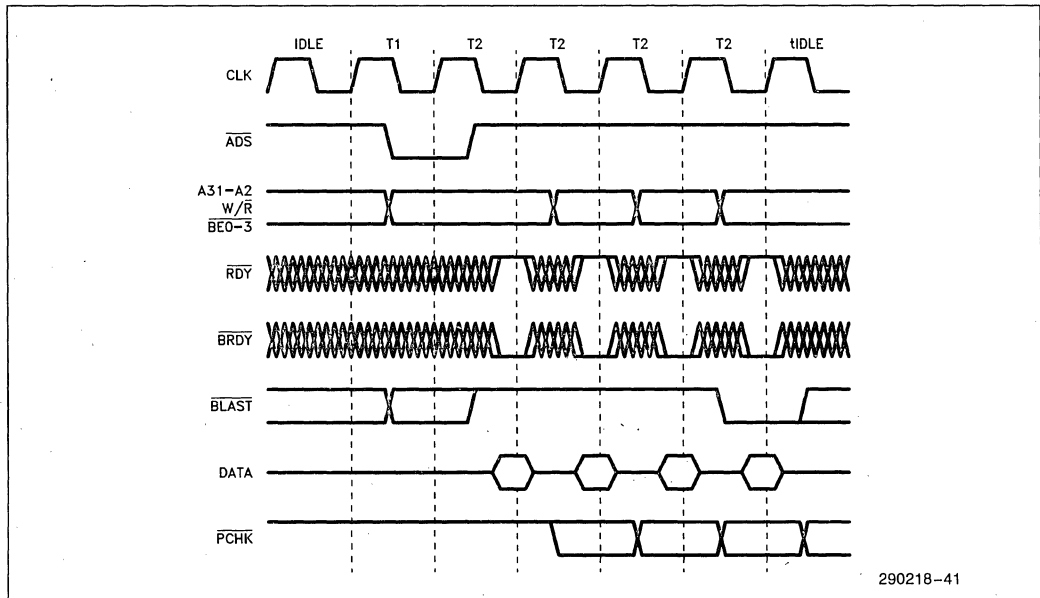 IDLE T1 T2 T2 T2 T2 tIDLE
CLK
ADS
A31-A2
W/R
BE0-3
RDY
BRDY
BLAST
DATA
PCHK
290218-41